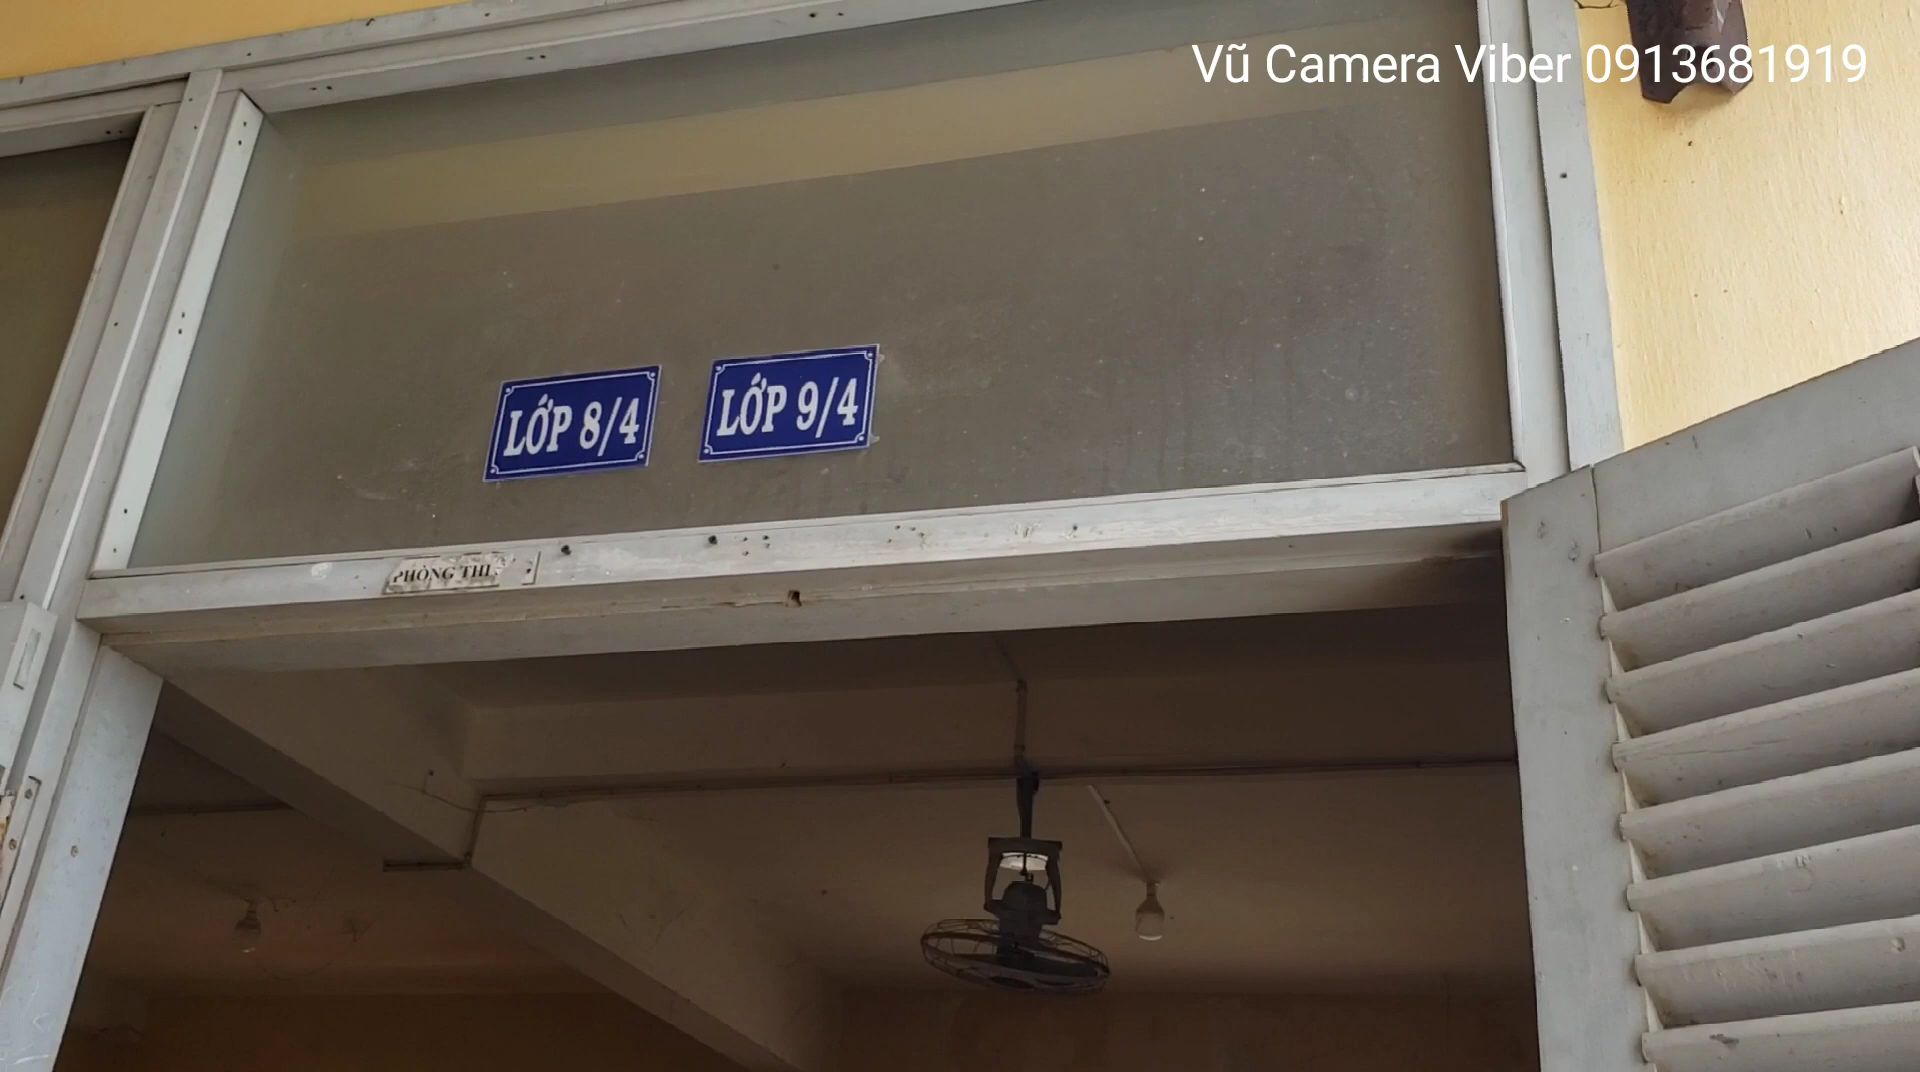 Vũ Camera Viber 0913681919
LỚP 8/4
LỚP 9/4
PHÒNG THI